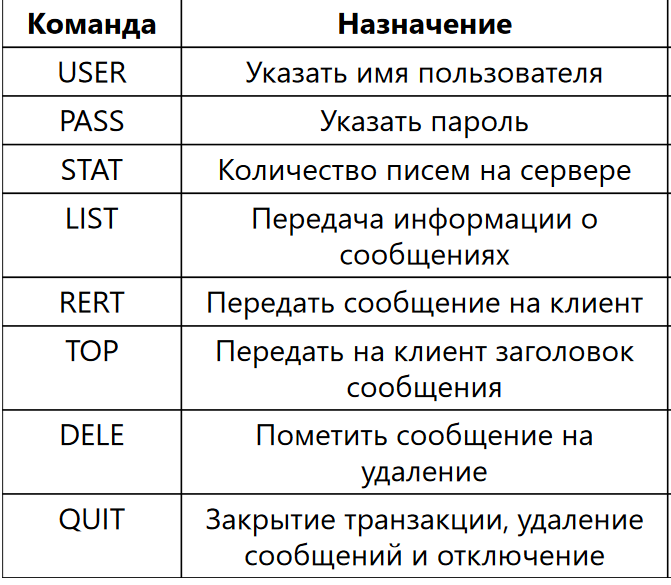 Команда Назначение
USER Указать имя пользователя
PASS Указать пароль
STAT Количество писем на сервере
LIST Передача информации о
сообщениях
RERT Передать сообщение на клиент
TOP Передать на клиент заголовок
сообщения
DELE Пометить сообщение на
удаление
QUIT Закрытие транзакции, удаление
сообщений и отключение